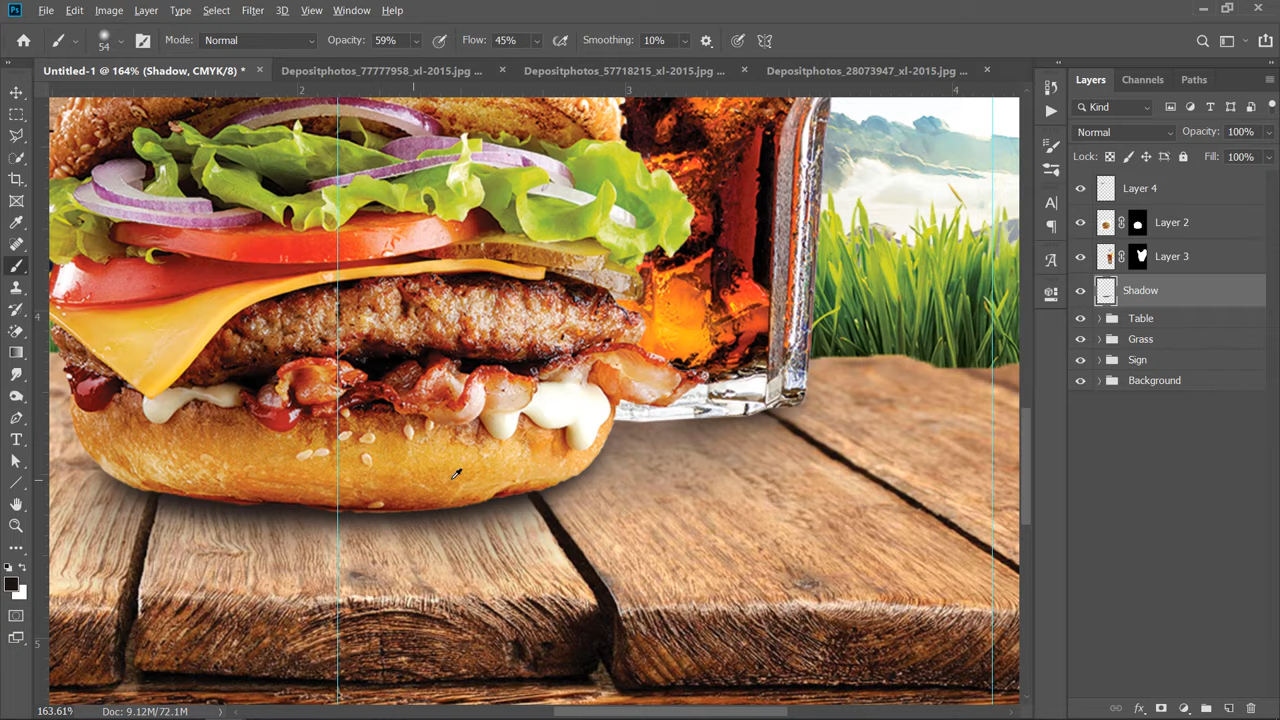 Ps File Edit Image Layer Type Select Filter 3D View Window Help
54 Mode: Normal Opacity: 59% Flow: 45% Smoothing: 10%
Untitled-1 @ 164% (Shadow, CMYK/8) * × Depositphotos_77777958_xl-2015.jpg ... × Depositphotos_57718215_xl-2015.jpg ... × Depositphotos_28073947_xl-2015.jpg ... ×
2 3 4
4
5
Layers Channels Paths
Kind
Normal Opacity: 100%
Lock: Fill: 100%
Layer 4
Layer 2
Layer 3
Shadow
Table
Grass
Sign
Background
163.61% Doc: 9.12M/72.1M